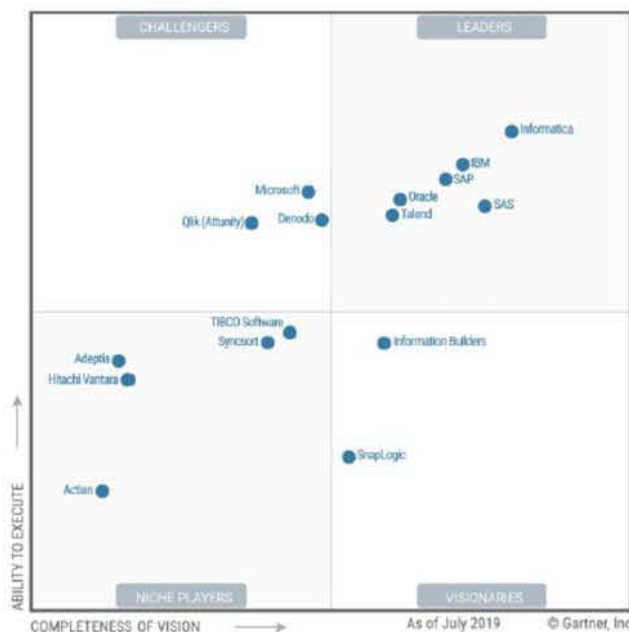 CHALLENGERS
LEADERS
Informatica
IBM
SAP
Microsoft
Oracle
SAS
Qlik (Attunity)
Denodo
Talend
TIBCO Software
Syncsort
Information Builders
Adeptia
Hitachi Vantara
SnapLogic
Actian
ABILITY TO EXECUTE
NICHE PLAYERS
VISIONARIES
COMPLETENESS OF VISION
As of July 2019
© Gartner, Inc